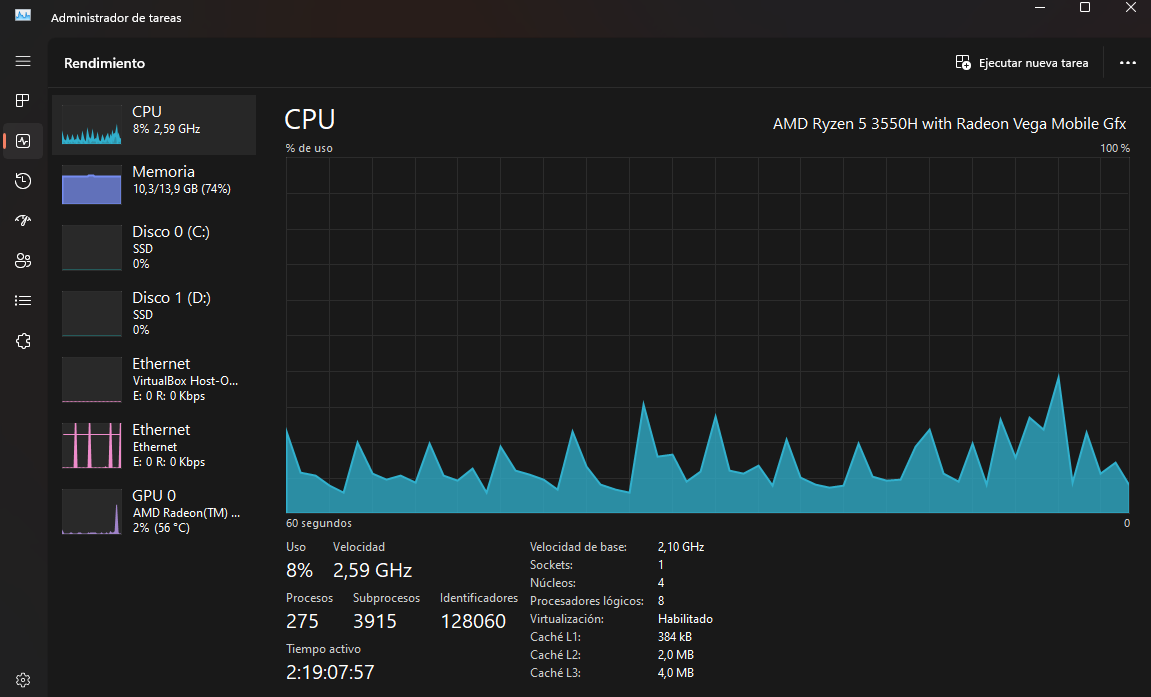 Administrador de tareas
Rendimiento
Ejecutar nueva tarea
CPU
8% 2,59 GHz
Memoria
10,3/13,9 GB (74%)
Disco 0 (C:)
SSD
0%
Disco 1 (D:)
SSD
0%
Ethernet
VirtualBox Host-O...
E: 0 R: 0 Kbps
Ethernet
Ethernet
E: 0 R: 0 Kbps
GPU 0
AMD Radeon(TM) ...
2% (56 °C)
CPU
AMD Ryzen 5 3550H with Radeon Vega Mobile Gfx
% de uso
100 %
60 segundos
0
Uso
8%
Velocidad
2,59 GHz
Procesos
275
Subprocesos
3915
Identificadores
128060
Tiempo activo
2:19:07:57
Velocidad de base: 2,10 GHz
Sockets: 1
Núcleos: 4
Procesadores lógicos: 8
Virtualización: Habilitado
Caché L1: 384 kB
Caché L2: 2,0 MB
Caché L3: 4,0 MB